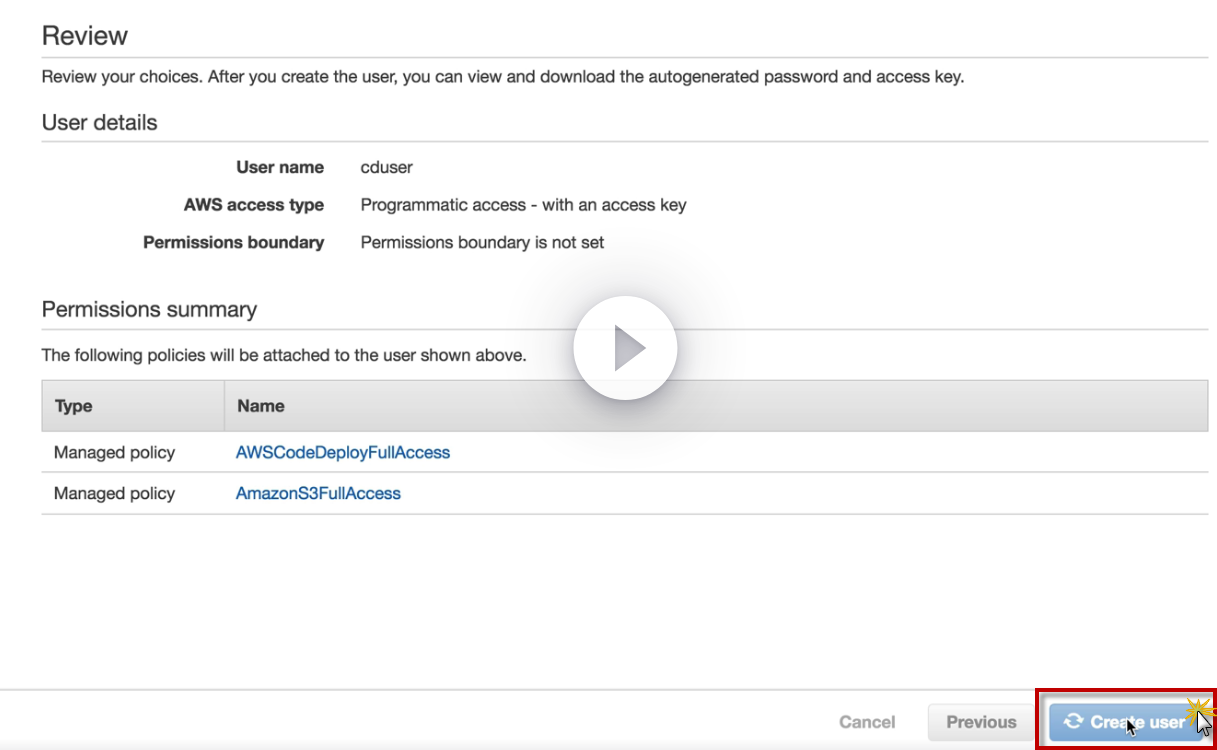 Review
Review your choices. After you create the user, you can view and download the autogenerated password and access key.
User details
User name cduser
AWS access type Programmatic access - with an access key
Permissions boundary Permissions boundary is not set
Permissions summary
The following policies will be attached to the user shown above.
Type Name
Managed policy AWSCodeDeployFullAccess
Managed policy AmazonS3FullAccess
Cancel Previous Create user